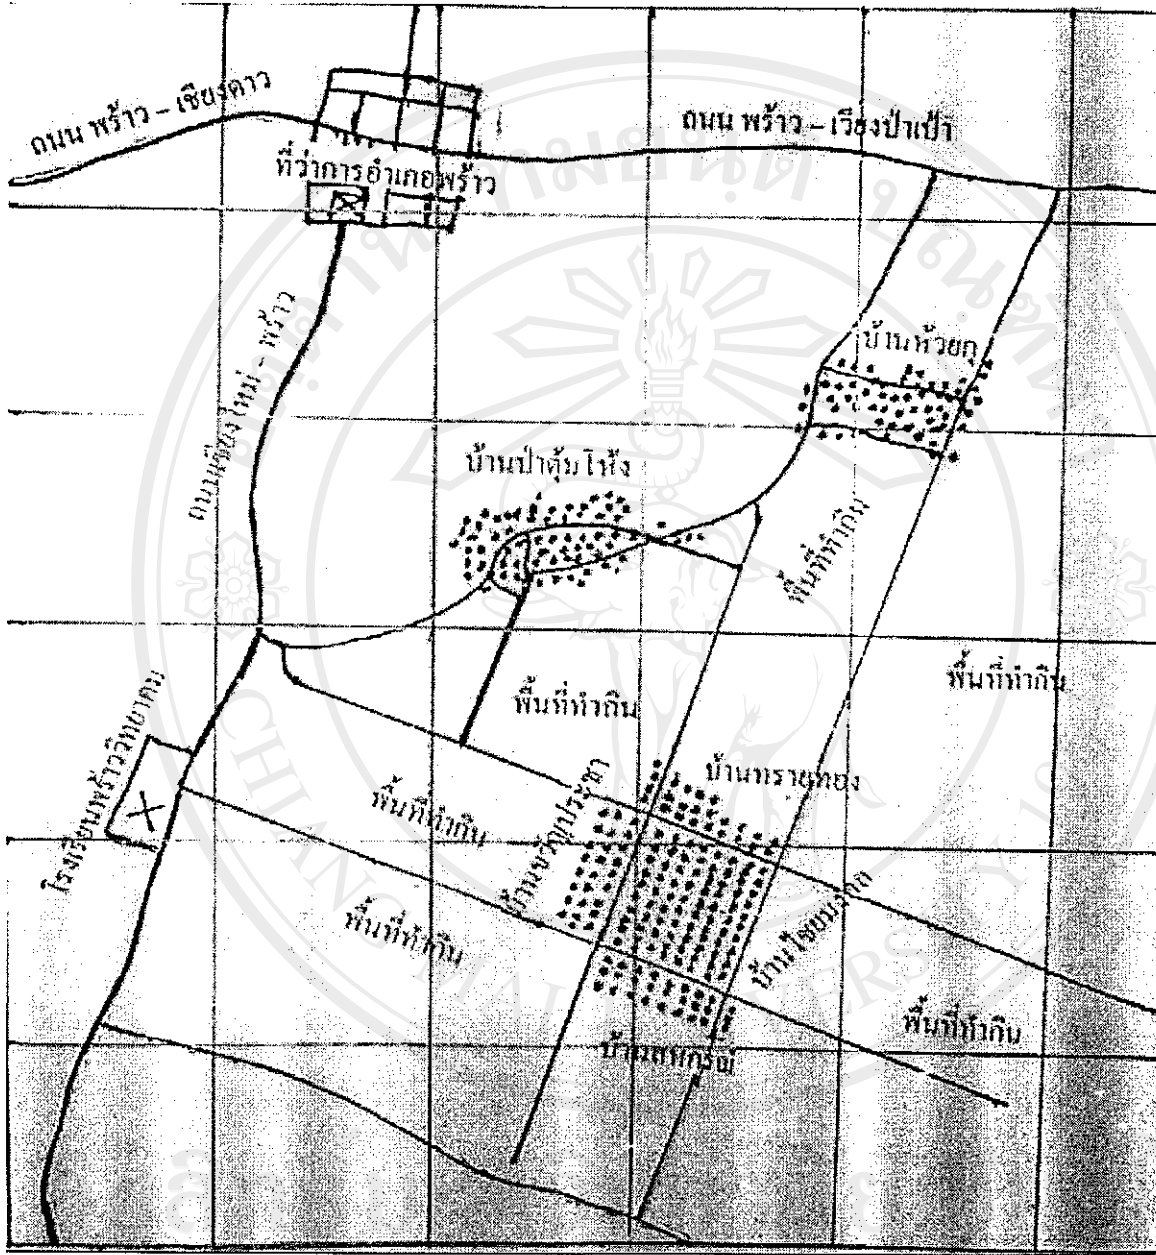 ถนน พร้าว – เชียงดาว
ถนน พร้าว – เวียงป่าเป้า
ที่ว่าการอำเภอพร้าว
ถนนเชียงใหม่ – พร้าว
บ้านห้วยกุ
บ้านป่าตุ้มโห้ง
พื้นที่ทำกิน
พื้นที่ทำกิน
พื้นที่ทำกิน
โรงเรียนพร้าววิทยาคม
บ้านทรายทอง
บ้านขวัญประชา
พื้นที่ทำกิน
พื้นที่ทำกิน
บ้านไชยมงคล
พื้นที่ทำกิน
บ้านสหกรณ์
CHIANG MAI UNIVERSITY